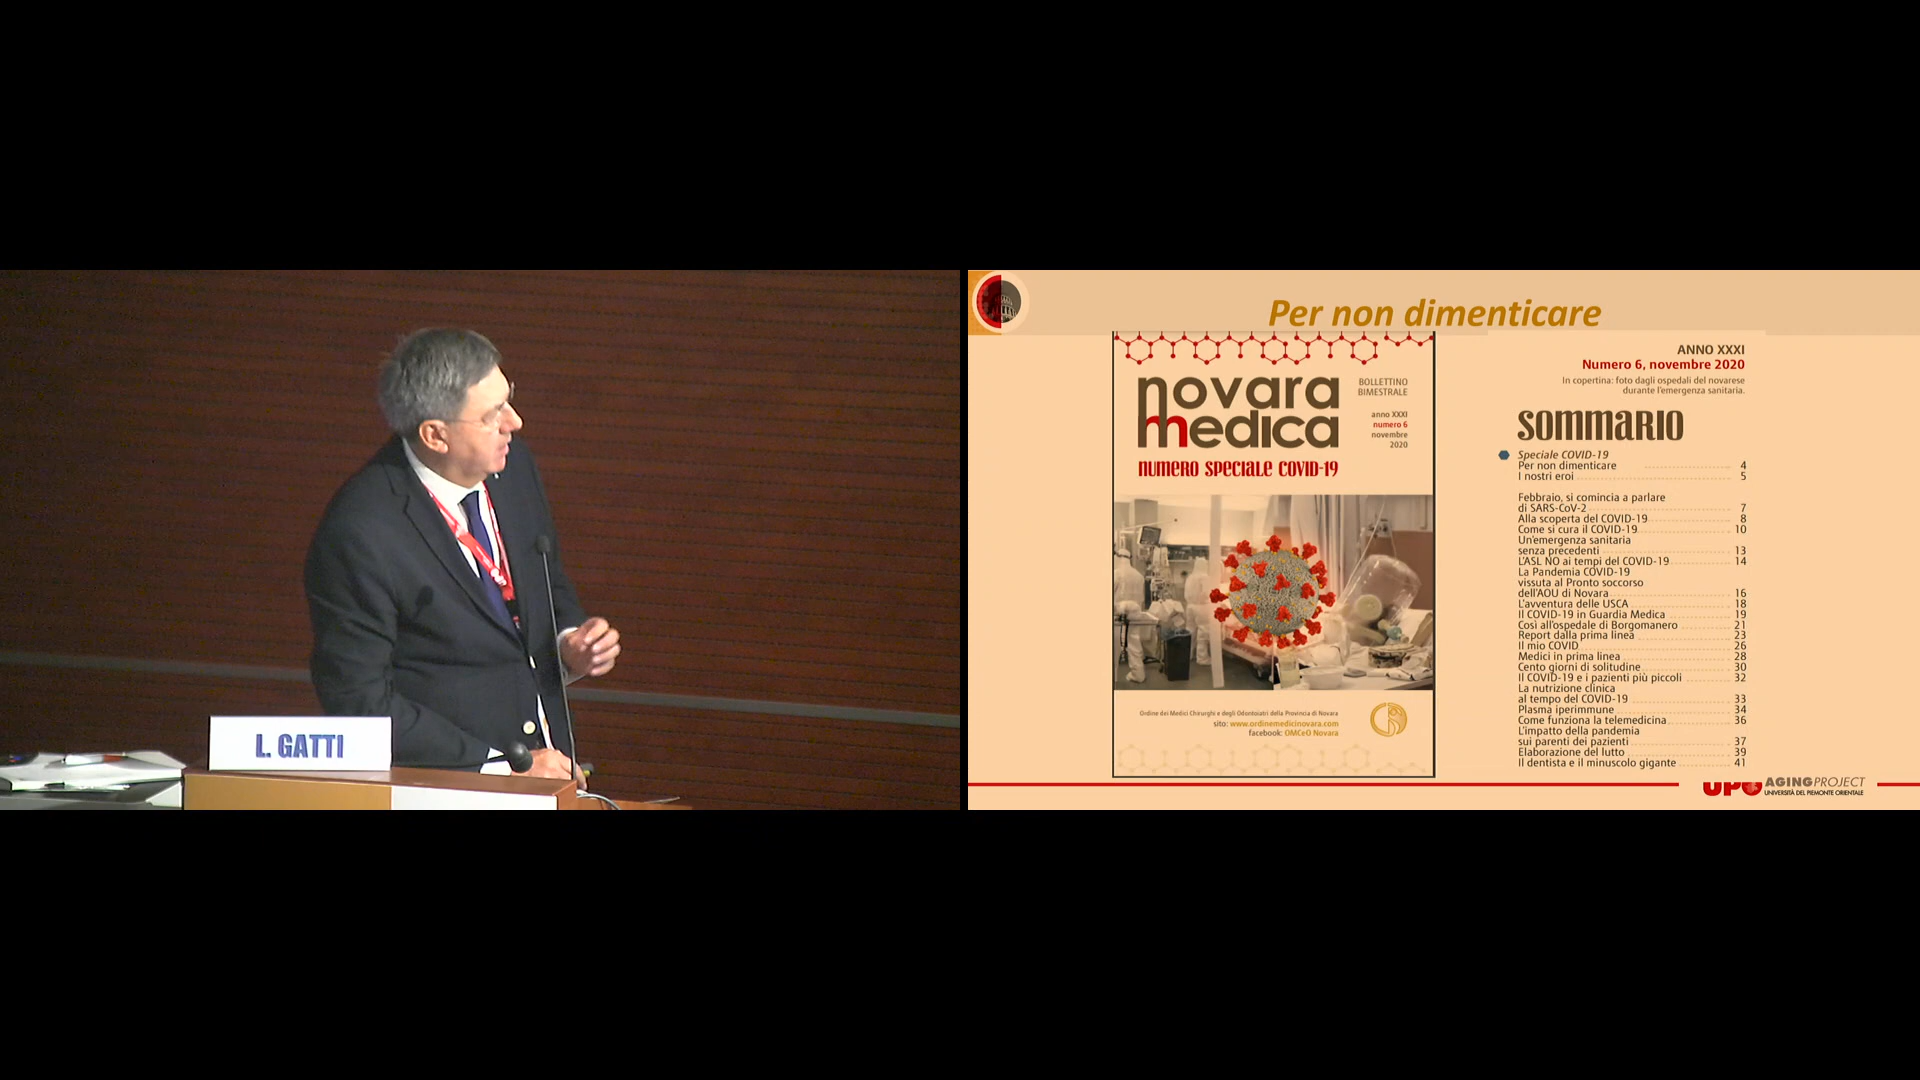 L. GATTI
Per non dimenticare
novara
medica
BOLLETTINO
BIMESTRALE
anno XXXI
numero 6
novembre
2020
NUMERO SPECIALE COVID-19
Ordine dei Medici Chirurghi e degli Odontoiatri della Provincia di Novara
sito: www.ordinemedicinovara.com
facebook: OMCeO Novara
ANNO XXXI
Numero 6, novembre 2020
In copertina: foto dagli ospedali del novarese
durante l'emergenza sanitaria.
SOMMARIO
Speciale COVID-19
Per non dimenticare 4
I nostri eroi 5
Febbraio, si comincia a parlare
di SARS-CoV-2 7
Alla scoperta del COVID-19 8
Come si cura il COVID-19 10
Un'emergenza sanitaria
senza precedenti 13
L'ASL NO ai tempi del COVID-19 14
La Pandemia COVID-19
vissuta al Pronto soccorso
dell'AOU di Novara 16
L'avventura delle USCA 18
Il COVID-19 in Guardia Medica 19
Così all'ospedale di Borgomanero 21
Report dalla prima linea 23
Il mio COVID 26
Medici in prima linea 28
Cento giorni di solitudine 30
Il COVID-19 e i pazienti più piccoli 32
La nutrizione clinica
al tempo del COVID-19 33
Plasma iperimmune 34
Come funziona la telemedicina 36
L'impatto della pandemia
sui parenti dei pazienti 37
Elaborazione del lutto 39
Il dentista e il minuscolo gigante 41
UPO AGING PROJECT
UNIVERSITÀ DEL PIEMONTE ORIENTALE